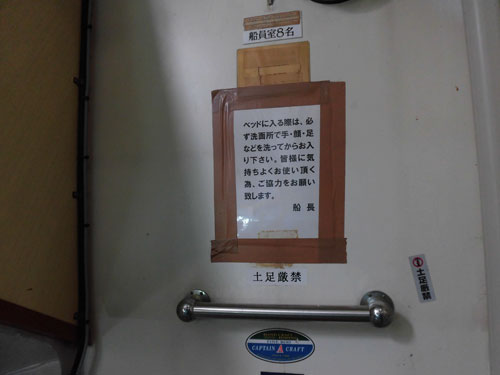 船員室8名
ベッドに入る際は、必
ず洗面所で手・顔・足
などを洗ってからお入
り下さい。皆様に気
持ちよくお使い頂く
為、ご協力をお願い
致します。
船長
土足厳禁
土足厳禁
CAPTAIN CRAFT